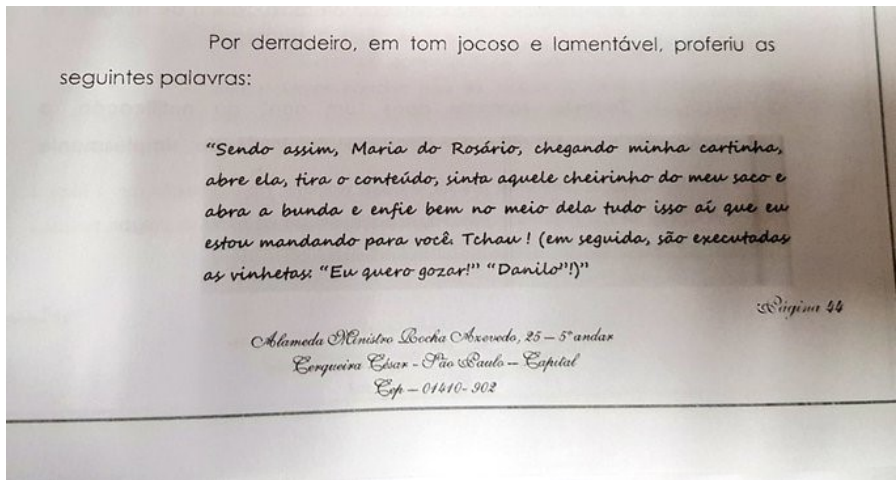 Por derradeiro, em tom jocoso e lamentável, proferiu as
seguintes palavras:
“Sendo assim, Maria do Rosário, chegando minha cartinha,
abre ela, tira o conteúdo, sinta aquele cheirinho do meu saco e
abra a bunda e enfie bem no meio dela tudo isso aí que eu
estou mandando para você. Tchau! (em seguida, são executadas
as vinhetas: “Eu quero gozar!” “Danilo”!)”
Página 44
Alameda Ministro Rocha Azevedo, 25 – 5º andar
Cerqueira César - São Paulo – Capital
Cep – 01410-902